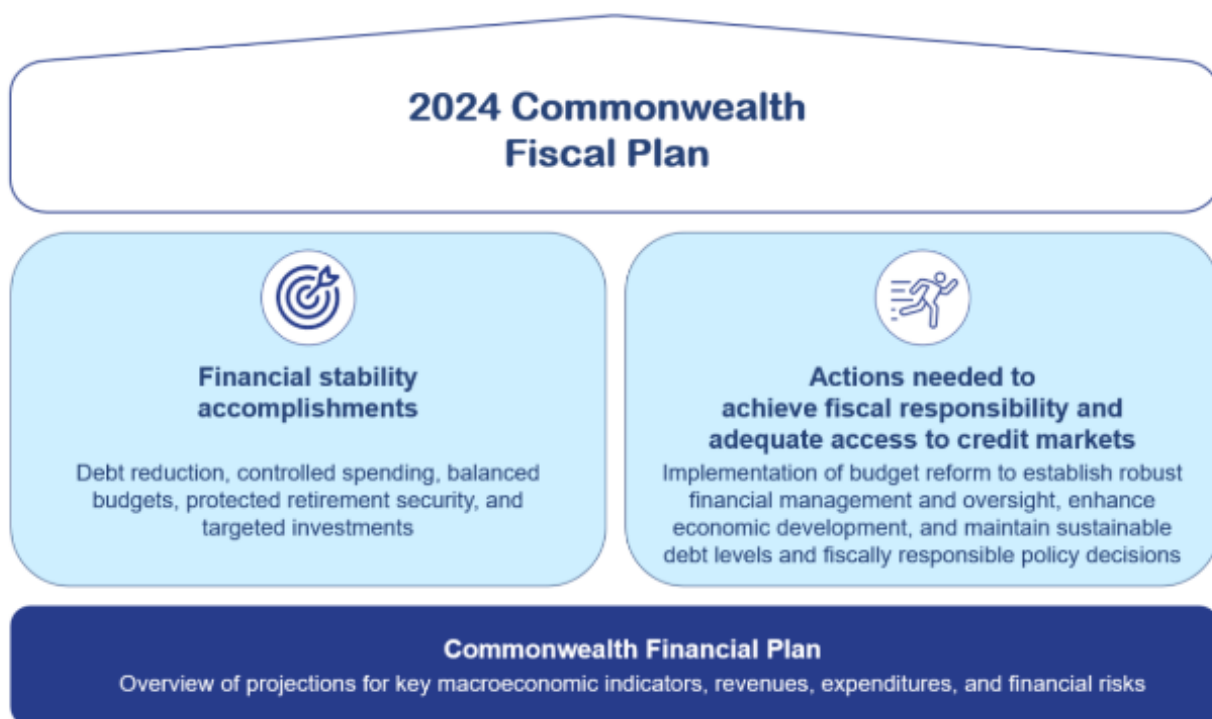 2024 Commonwealth
Fiscal Plan
Financial stability
accomplishments
Debt reduction, controlled spending, balanced
budgets, protected retirement security, and
targeted investments
Actions needed to
achieve fiscal responsibility and
adequate access to credit markets
Implementation of budget reform to establish robust
financial management and oversight, enhance
economic development, and maintain sustainable
debt levels and fiscally responsible policy decisions
Commonwealth Financial Plan
Overview of projections for key macroeconomic indicators, revenues, expenditures, and financial risks